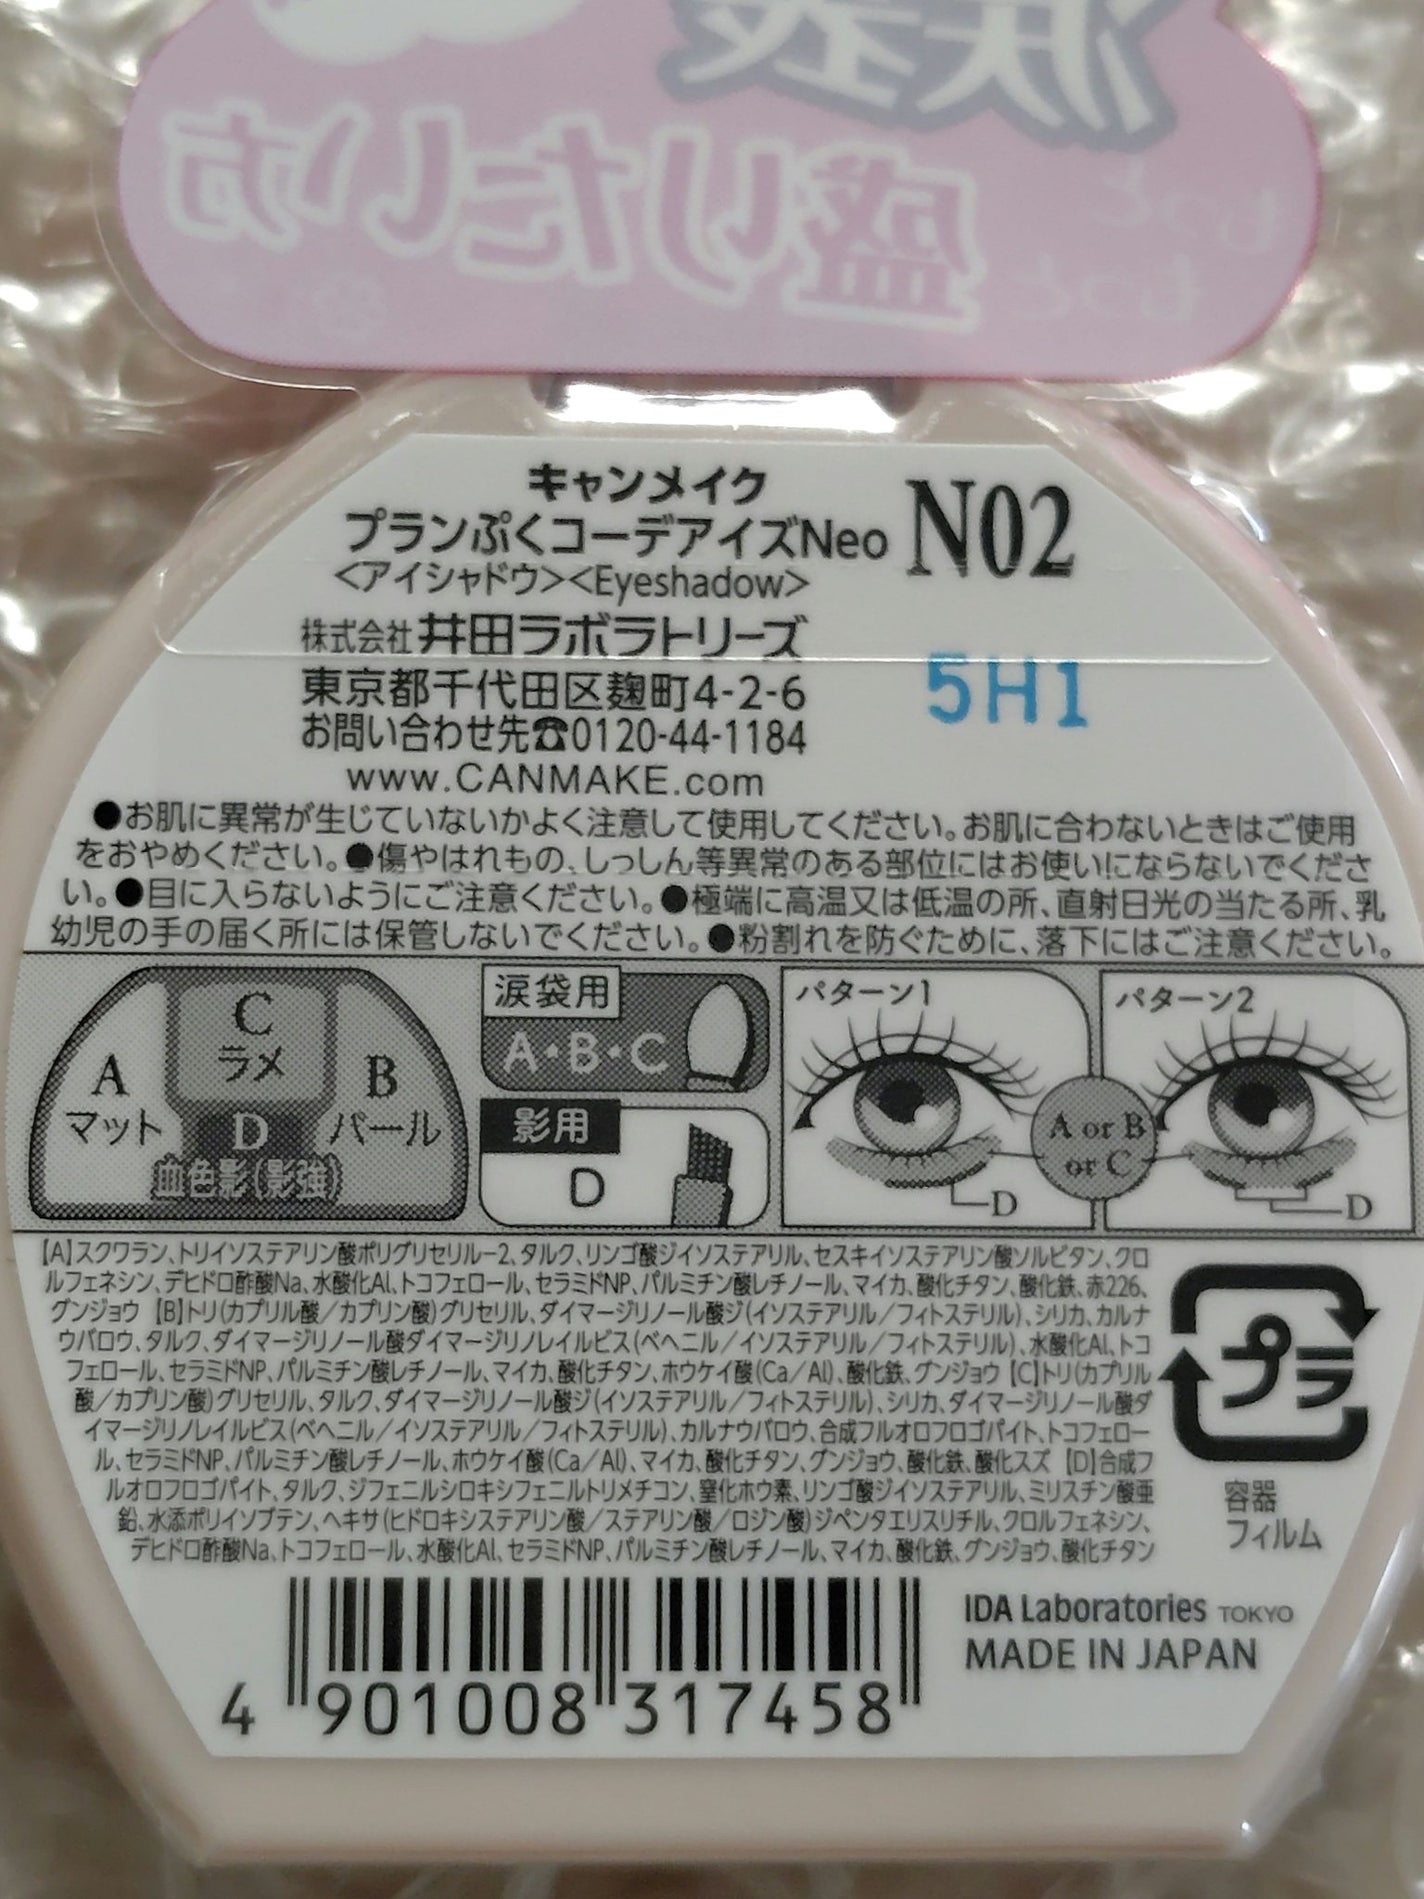 涙袋
盛りたい方
もっと
もっと
キャンメイク
プランぷくコーデアイズNeo N02
<アイシャドウ><Eyeshadow>
株式会社井田ラボラトリーズ
5H1
東京都千代田区麹町4-2-6
お問い合わせ先☎0120-44-1184
www.CANMAKE.com
●お肌に異常が生じていないかよく注意して使用してください。お肌に合わないときはご使用
をおやめください。●傷やはれもの、しっしん等異常のある部位にはお使いにならないでくださ
い。●目に入らないようにご注意ください。●極端に高温又は低温の所、直射日光の当たる所、乳
幼児の手の届く所には保管しないでください。●粉割れを防ぐために、落下にはご注意ください。
A
マット
C
ラメ
B
パール
D
血色影(影強)
涙袋用
A・B・C
影用
D
パターン1
パターン2
A or B
or C
D
D
【A】スクワラン、トリイソステアリン酸ポリグリセリル-2、タルク、リンゴ酸ジイソステアリル、セスキイソステアリン酸ソルビタン、クロ
ルフェネシン、デヒドロ酢酸Na、水酸化Al、トコフェロール、セラミドNP、パルミチン酸レチノール、マイカ、酸化チタン、酸化鉄、赤226、
グンジョウ 【B】トリ(カプリル酸/カプリン酸)グリセリル、ダイマージリノール酸ジ(イソステアリル/フィトステリル)、シリカ、カルナ
ウバロウ、タルク、ダイマージリノール酸ダイマージリノレイルビス(ベヘニル/イソステアリル/フィトステリル)、水酸化Al、トコ
フェロール、セラミドNP、パルミチン酸レチノール、マイカ、酸化チタン、ホウケイ酸(Ca/Al)、酸化鉄、グンジョウ 【C】トリ(カプリル
酸/カプリン酸)グリセリル、タルク、ダイマージリノール酸ジ(イソステアリル/フィトステリル)、シリカ、ダイマージリノール酸ダ
イマージリノレイルビス(ベヘニル/イソステアリル/フィトステリル)、カルナウバロウ、合成フルオロフロゴパイト、トコフェロー
ル、セラミドNP、パルミチン酸レチノール、ホウケイ酸(Ca/Al)、マイカ、酸化チタン、グンジョウ、酸化鉄、酸化スズ 【D】合成フ
ルオロフロゴパイト、タルク、ジフェニルシロキシフェニルトリメチコン、窒化ホウ素、リンゴ酸ジイソステアリル、ミリスチン酸亜
鉛、水添ポリイソブテン、ヘキサ(ヒドロキシステアリン酸/ステアリン酸/ロジン酸)ジペンタエリスリチル、クロルフェネシン、
デヒドロ酢酸Na、トコフェロール、水酸化Al、セラミドNP、パルミチン酸レチノール、マイカ、酸化鉄、グンジョウ、酸化チタン
プラ
容器
フィルム
4 901008 317458
IDA Laboratories TOKYO
MADE IN JAPAN